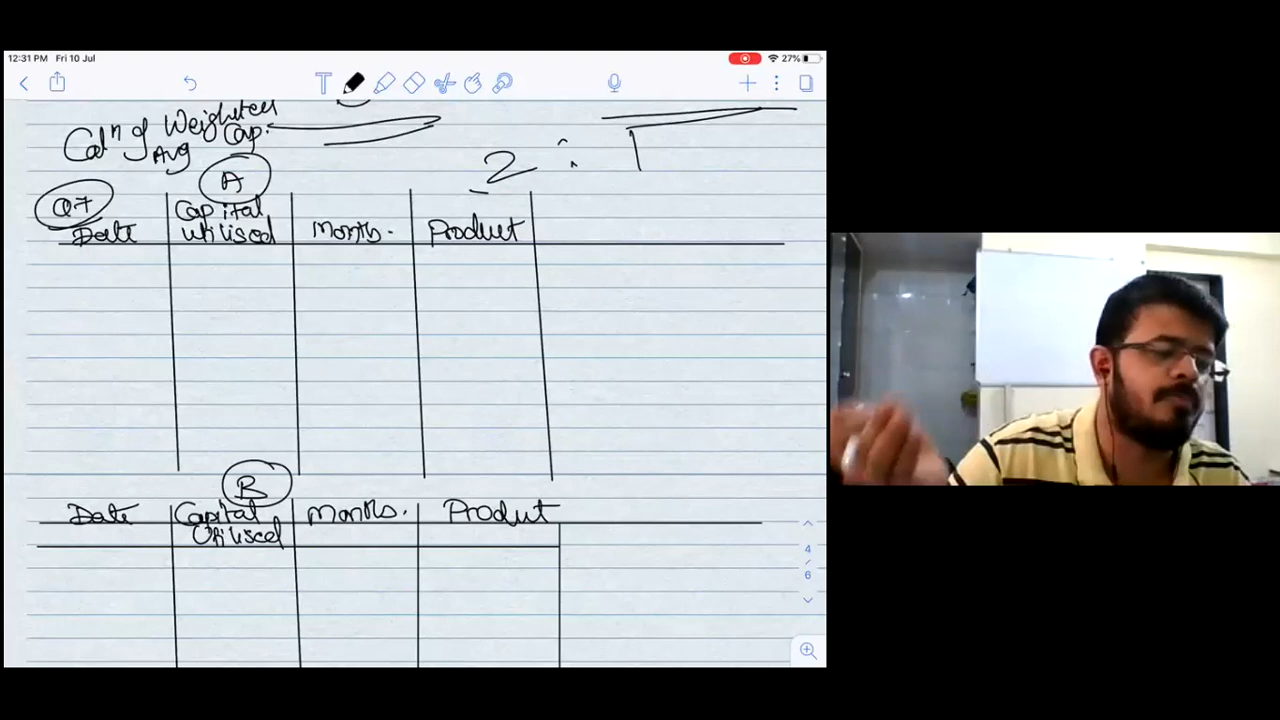 12:31 PM Fri 10 Jul
27%
T
Calⁿ of Weighted
Avg Cap.
2 : 1
A
Q7
Date Capital Utilised Months. Product
B
Date Capital Utilised Months. Product
4
6